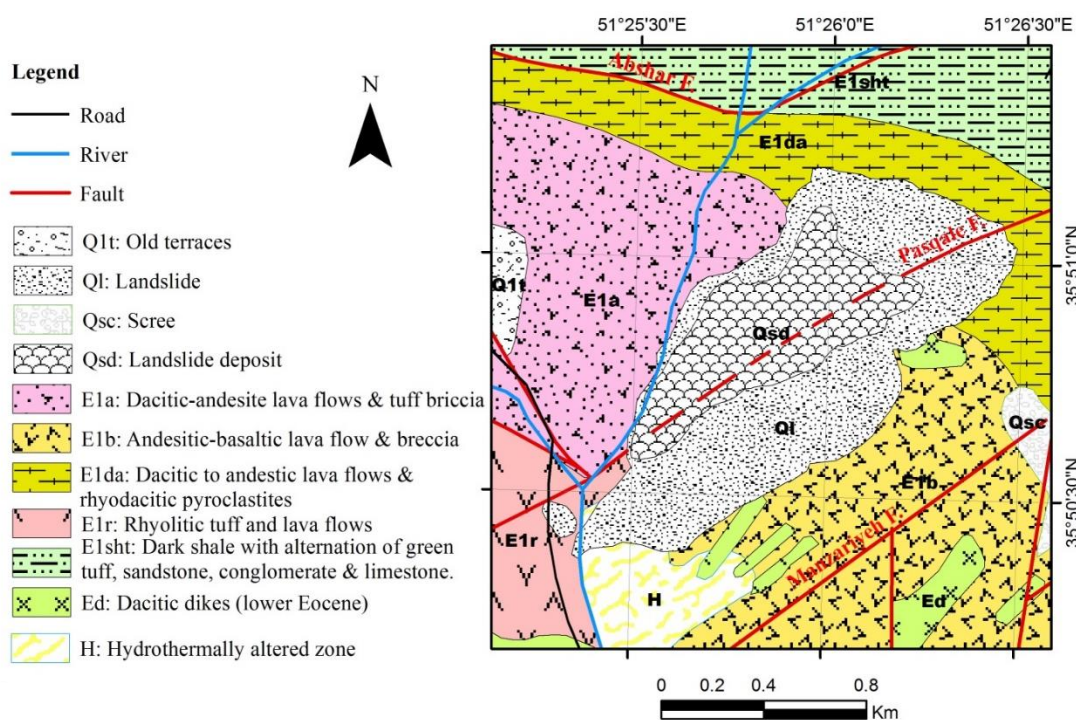 51°25'30"E
51°26'0"E
51°26'30"E
Legend
N
Road
River
Fault
Q1t: Old terraces
Ql: Landslide
Qsc: Scree
Qsd: Landslide deposit
E1a: Dacitic-andesite lava flows & tuff briccia
E1b: Andesitic-basaltic lava flow & breccia
E1da: Dacitic to andestic lava flows &
rhyodacitic pyroclastites
E1r: Rhyolitic tuff and lava flows
E1sht: Dark shale with alternation of green
tuff, sandstone, conglomerate & limestone.
Ed: Dacitic dikes (lower Eocene)
H: Hydrothermally altered zone
Abshar F.
E1sht
E1da
Pasqale F.
35°51'0"N
Q1t
E1a
Qsd
Ql
Qsc
E1b
35°50'30"N
Manzariyeh F.
E1r
H
Ed
0 0.2 0.4 0.8
Km